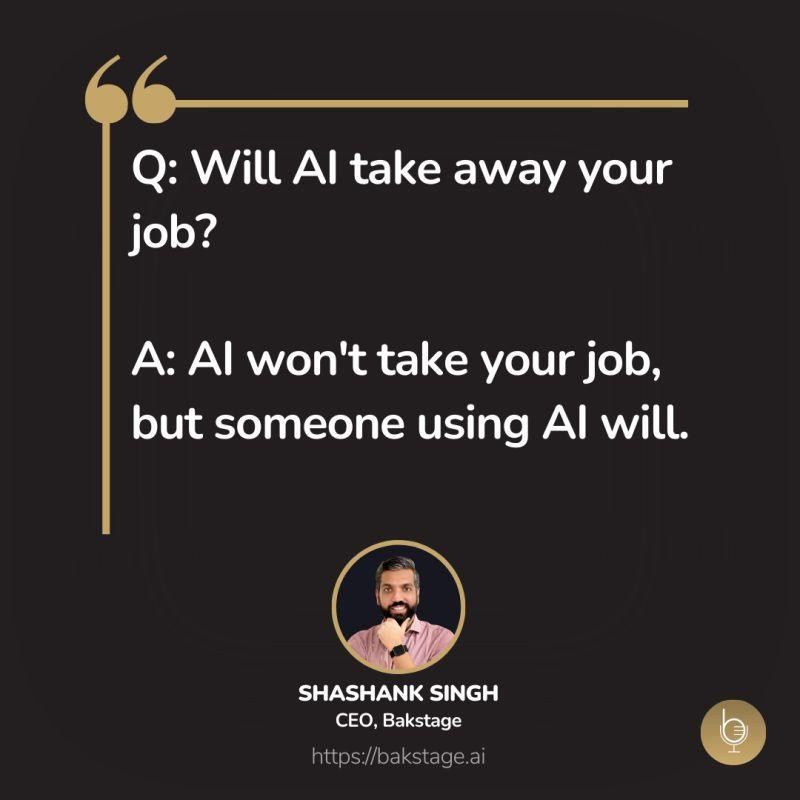 Q: Will AI take away your
job?
A: AI won't take your job,
but someone using AI will.
SHASHANK SINGH
CEO, Bakstage
https://bakstage.ai